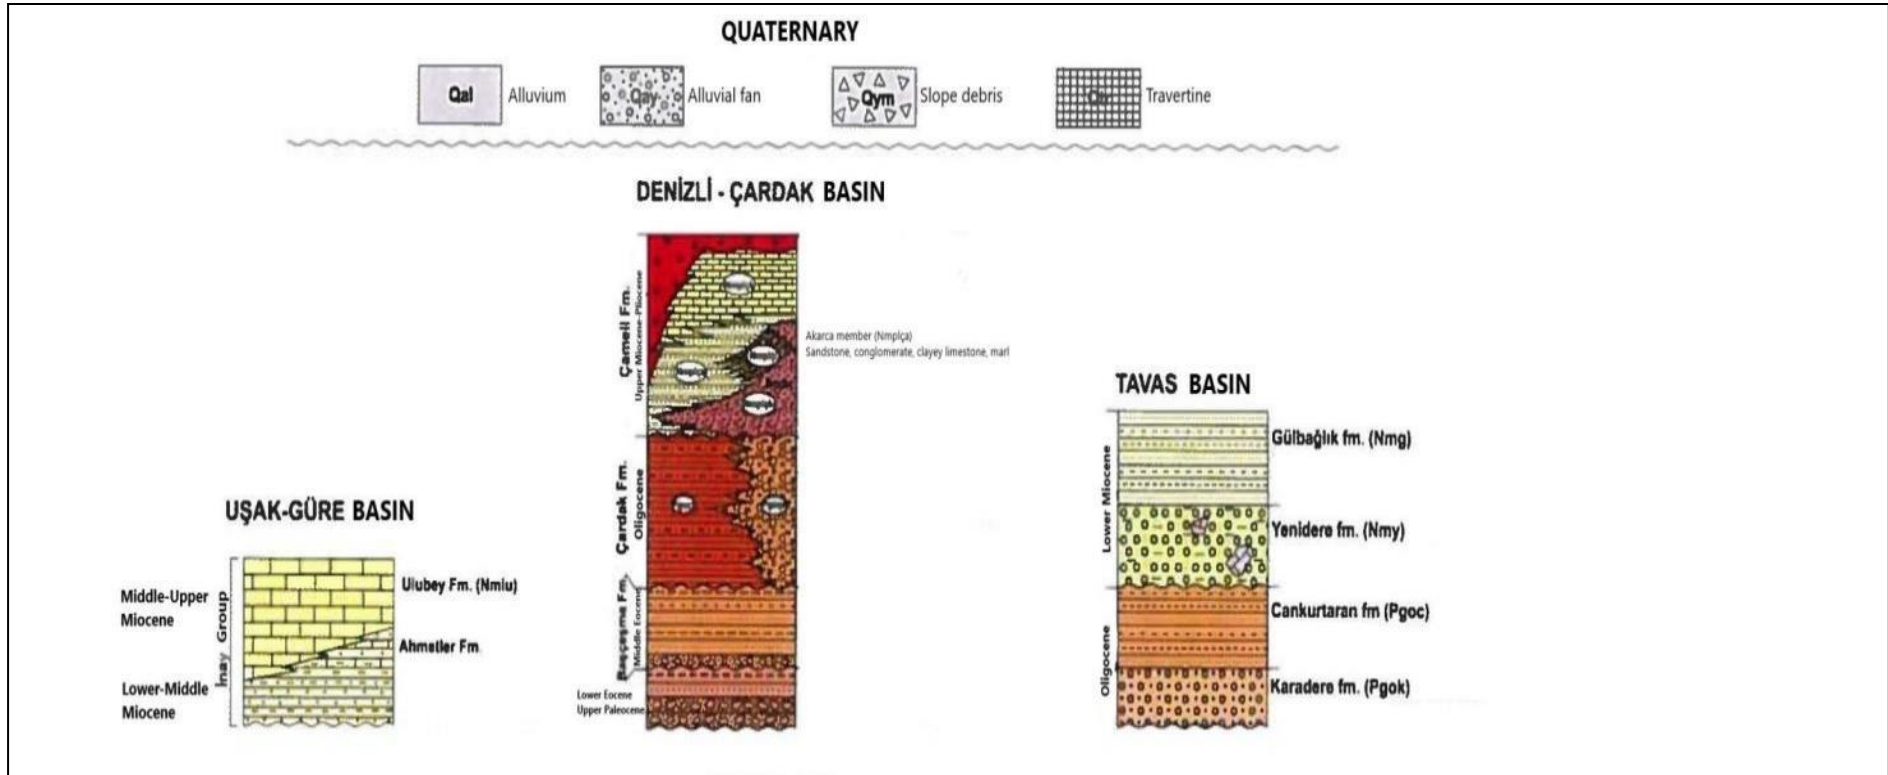 QUATERNARY
Qal Alluvium
Qay Alluvial fan
Qym Slope debris
Travertine
DENİZLİ - ÇARDAK BASIN
Çameli Fm.
Upper Miocene-Pliocene
Akarca member (Nmplça)
Sandstone, conglomerate, clayey limestone, marl
Çardak Fm.
Oligocene
Başçeşme Fm.
Middle Eocene
Lower Eocene
Upper Paleocene
TAVAS BASIN
Lower Miocene
Gülbağlık fm. (Nmg)
Yenidere fm. (Nmy)
Oligocene
Cankurtaran fm (Pgoc)
Karadere fm. (Pgok)
UŞAK-GÜRE BASIN
Middle-Upper
Miocene
Lower-Middle
Miocene
İnay Group
Ulubey Fm. (Nmiu)
Ahmetler Fm.